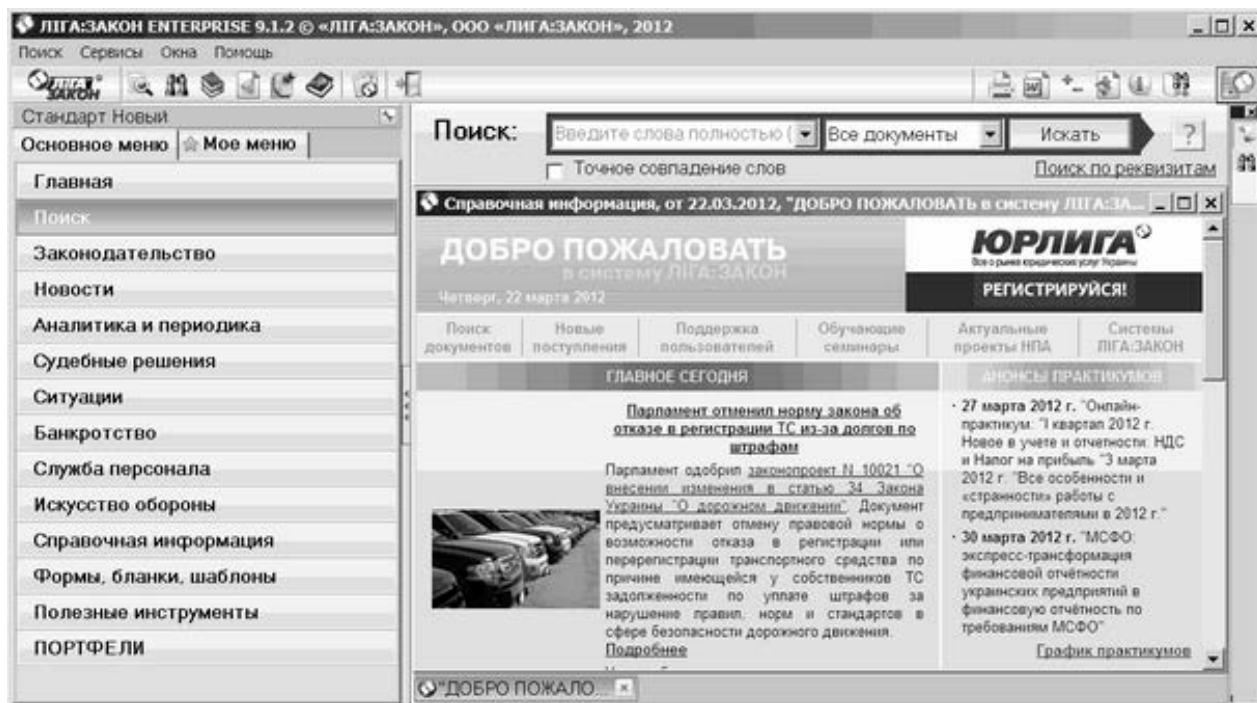 ЛІГА:ЗАКОН ENTERPRISE 9.1.2 © «ЛІГА:ЗАКОН», ООО «ЛИГА:ЗАКОН», 2012
Поиск Сервисы Окна Помощь
ЛІГА ЗАКОН
Стандарт Новый
Основное меню Мое меню
Главная
Поиск
Законодательство
Новости
Аналитика и периодика
Судебные решения
Ситуации
Банкротство
Служба персонала
Искусство обороны
Справочная информация
Формы, бланки, шаблоны
Полезные инструменты
ПОРТФЕЛИ
Поиск: Введите слова полностью ( Все документы Искать ?
Точное совпадение слов Поиск по реквизитам
Справочная информация, от 22.03.2012, "ДОБРО ПОЖАЛОВАТЬ в систему ЛІГА:ЗА...
ДОБРО ПОЖАЛОВАТЬ
в систему ЛІГА:ЗАКОН
Четверг, 22 марта 2012
ЮРЛИГА
Все о рынке юридических услуг Украины
РЕГИСТРИРУЙСЯ!
Поиск документов
Новые поступления
Поддержка пользователей
Обучающие семинары
Актуальные проекты НПА
Системы ЛІГА:ЗАКОН
ГЛАВНОЕ СЕГОДНЯ
Парламент отменил норму закона об
отказе в регистрации ТС из-за долгов по
штрафам
Парламент одобрил законопроект N 10021 "О
внесении изменения в статью 34 Закона
Украины "О дорожном движении". Документ
предусматривает отмену правовой нормы о
возможности отказа в регистрации или
перерегистрации транспортного средства по
причине имеющейся у собственников ТС
задолженности по уплате штрафов за
нарушение правил, норм и стандартов в
сфере безопасности дорожного движения.
Подробнее
АНОНСЫ ПРАКТИКУМОВ
· 27 марта 2012 г. "Онлайн-
практикум: "I квартал 2012 г.
Новое в учете и отчетности: НДС
и Налог на прибыль "3 марта
2012 г. "Все особенности и
«странности» работы с
предпринимателями в 2012 г."
· 30 марта 2012 г. "МСФО:
экспресс-трансформация
финансовой отчётности
украинских предприятий в
финансовую отчётность по
требованиям МСФО"
График практикумов
"ДОБРО ПОЖАЛО...